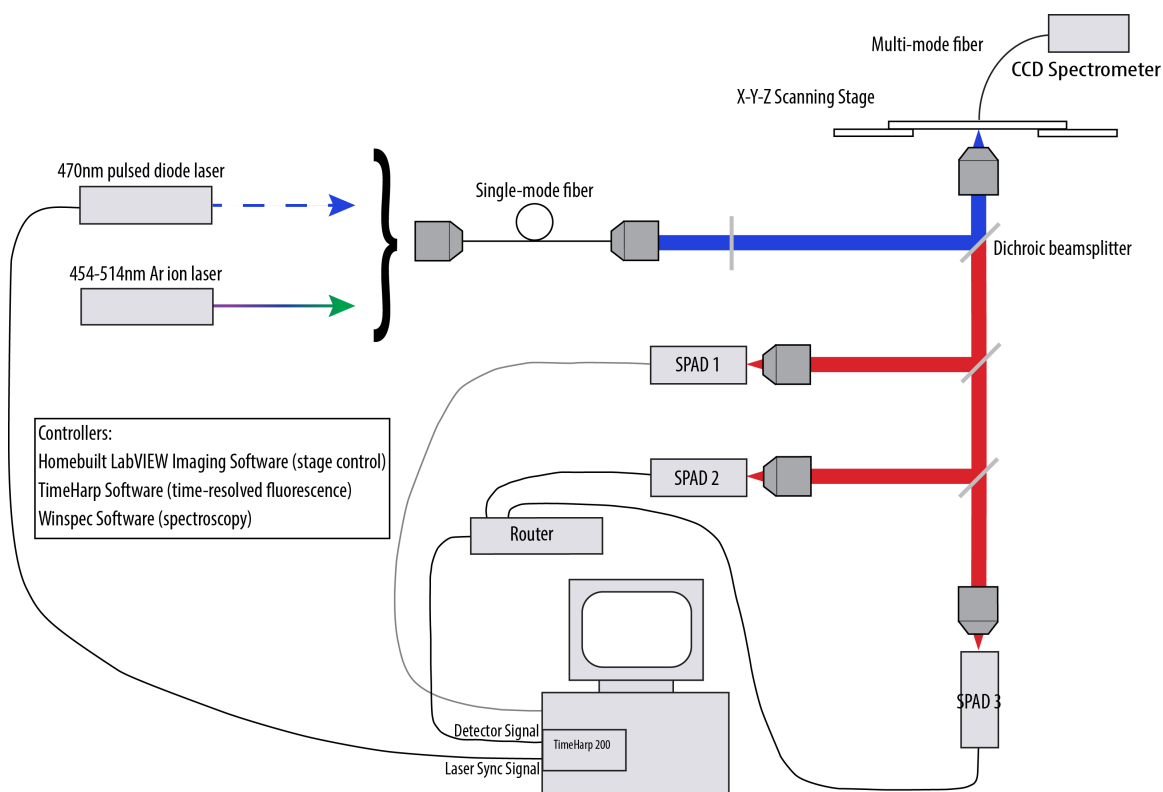 Multi-mode fiber
CCD Spectrometer
X-Y-Z Scanning Stage
470nm pulsed diode laser
Single-mode fiber
Dichroic beamsplitter
454-514nm Ar ion laser
SPAD 1
Controllers:
Homebuilt LabVIEW Imaging Software (stage control)
TimeHarp Software (time-resolved fluorescence)
Winspec Software (spectroscopy)
SPAD 2
Router
SPAD 3
Detector Signal
TimeHarp 200
Laser Sync Signal